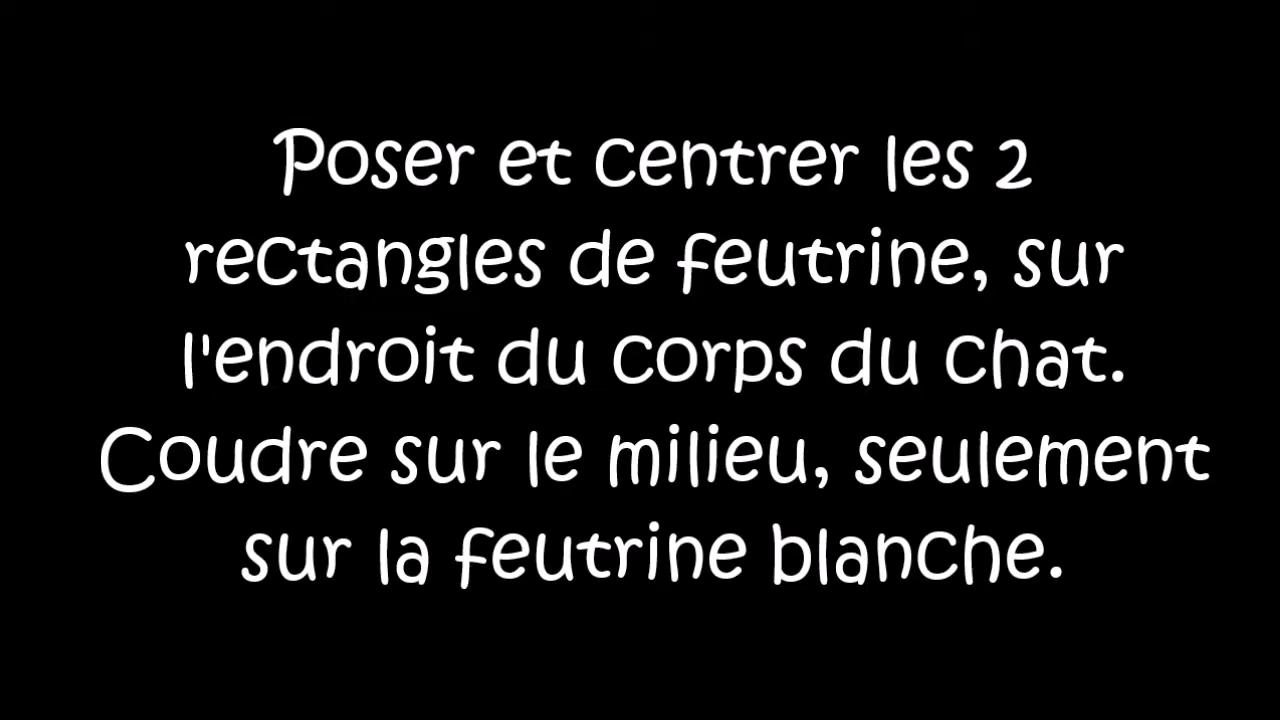 Poser et centrer les 2
rectangles de feutrine, sur
l'endroit du corps du chat.
Coudre sur le milieu, seulement
sur la feutrine blanche.